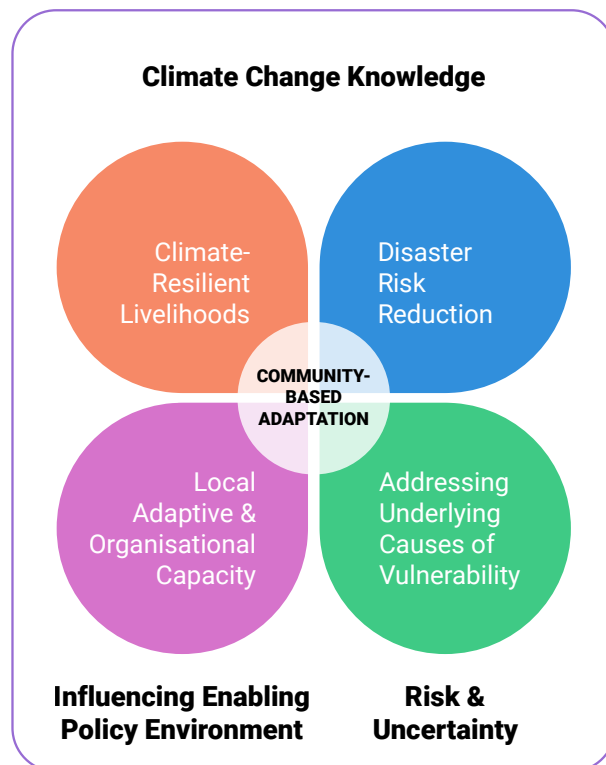 Climate Change Knowledge
Climate-
Resilient
Livelihoods
Disaster
Risk
Reduction
COMMUNITY-
BASED
ADAPTATION
Local
Adaptive &
Organisational
Capacity
Addressing
Underlying
Causes of
Vulnerability
Influencing Enabling
Policy Environment
Risk &
Uncertainty